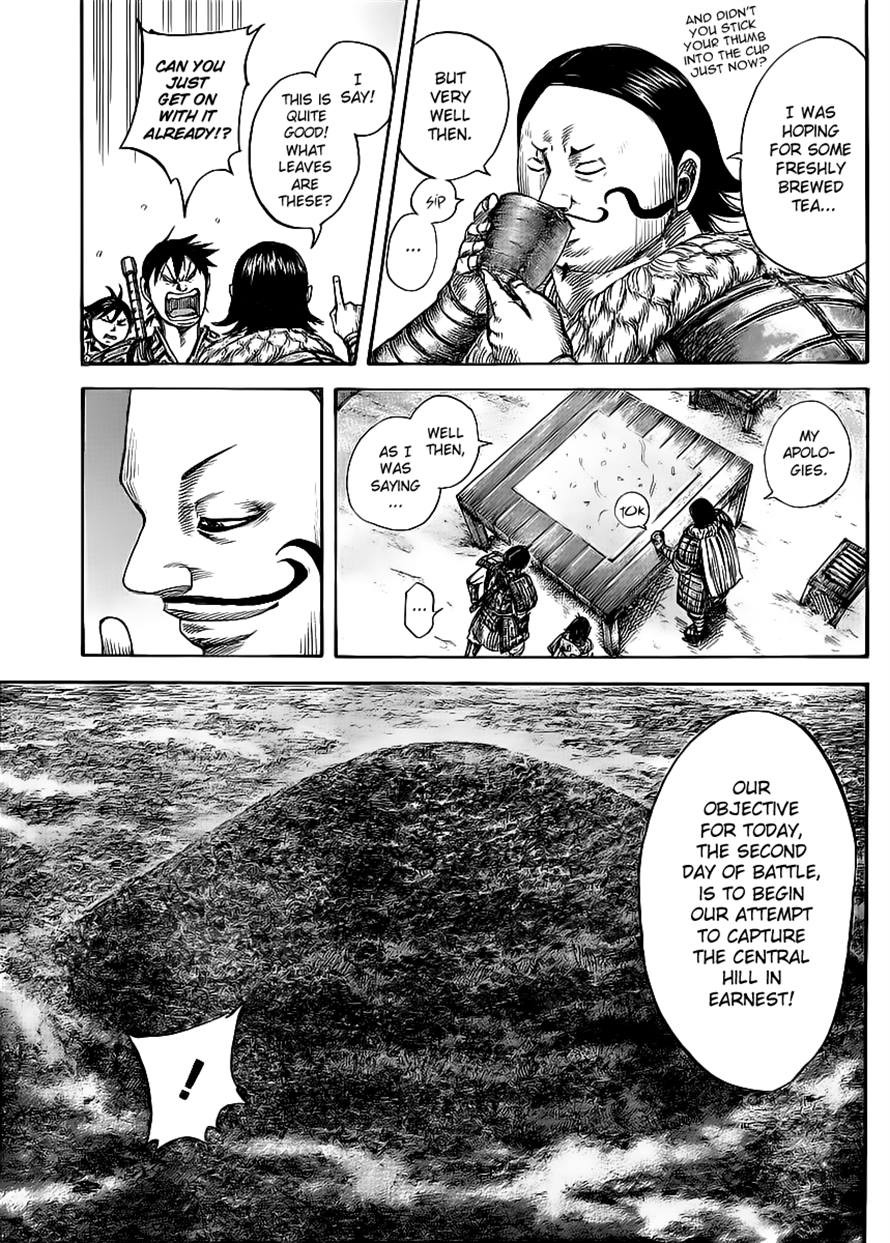 I WAS
HOPING
FOR SOME
FRESHLY
BREWED
TEA...
AND DIDN'T
YOU STICK
YOUR THUMB
INTO THE CUP
JUST NOW?
BUT
VERY
WELL
THEN.
SIP
...
I
SAY!
THIS IS
QUITE
GOOD!
WHAT
LEAVES
ARE
THESE?
CAN YOU
JUST
GET ON
WITH IT
ALREADY!?
MY
APOLO-
GIES.
TOK
WELL
THEN,
AS I
WAS
SAYING
...
...
OUR
OBJECTIVE
FOR TODAY,
THE SECOND
DAY OF BATTLE,
IS TO BEGIN
OUR ATTEMPT
TO CAPTURE
THE CENTRAL
HILL IN
EARNEST!
!